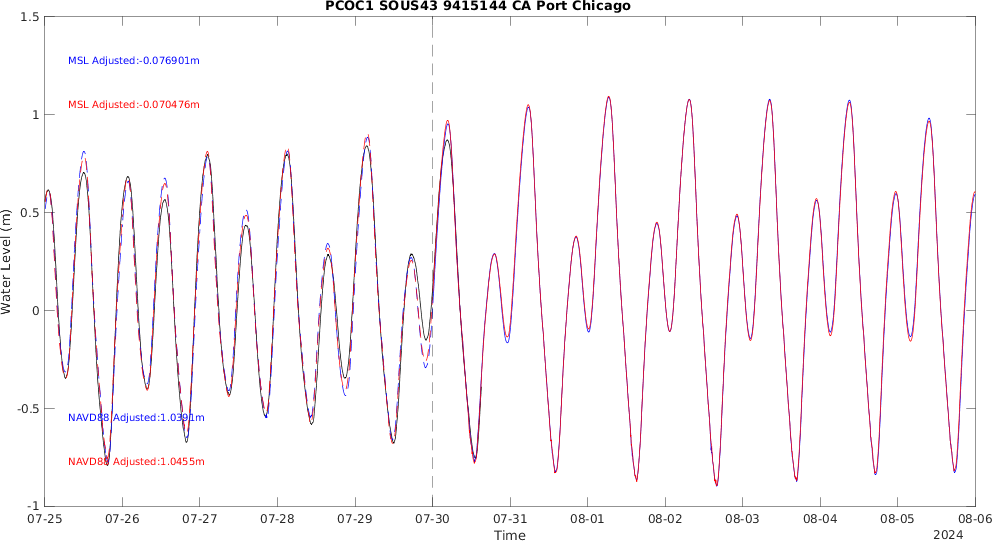 PCOC1 SOUS43 9415144 CA Port Chicago
1.5
MSL Adjusted:-0.076901m
MSL Adjusted:-0.070476m
1
0.5
Water Level (m)
0
-0.5
NAVD88 Adjusted:1.0391m
NAVD88 Adjusted:1.0455m
-1
07-25 07-26 07-27 07-28 07-29 07-30 07-31 08-01 08-02 08-03 08-04 08-05 08-06
Time
2024